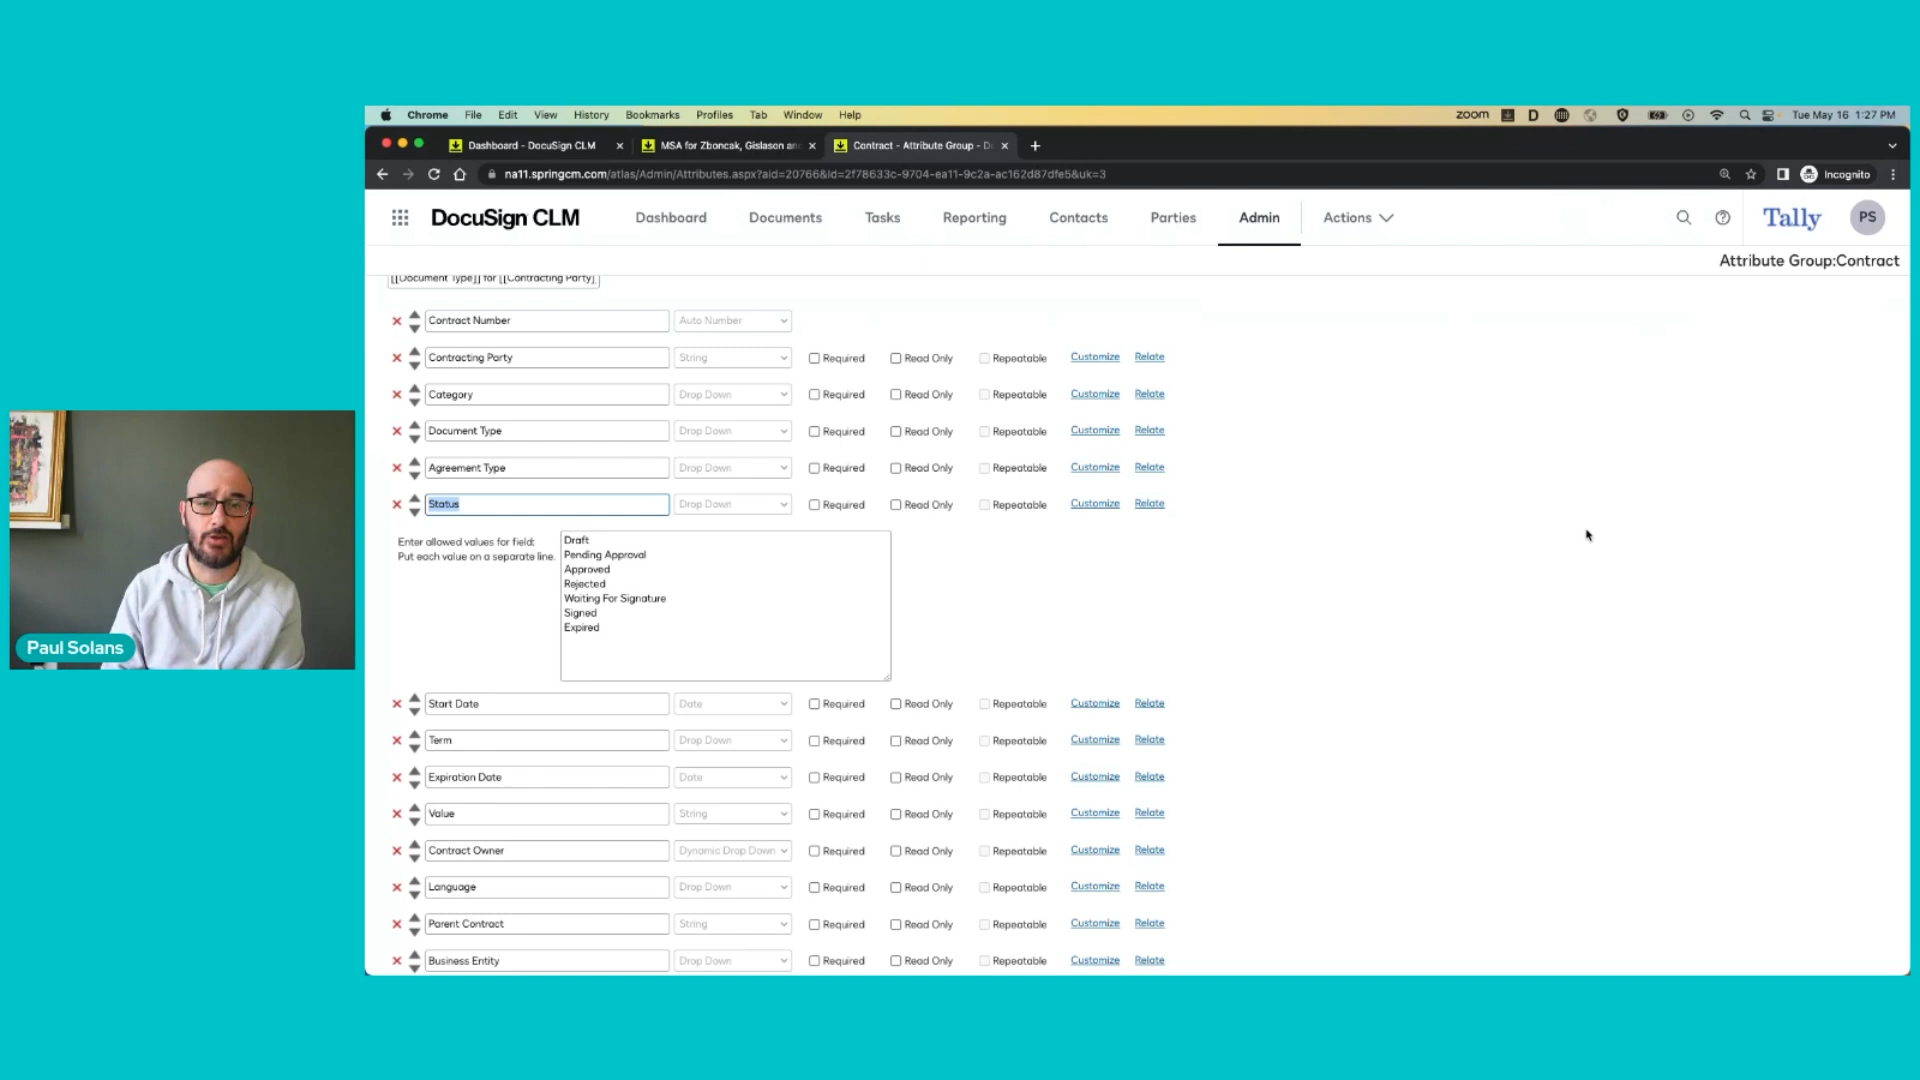 Chrome File Edit View History Bookmarks Profiles Tab Window Help zoom Tue May 16 1:27 PM
Dashboard - DocuSign CLM MSA for Zboncak, Gislason an Contract - Attribute Group - D
na11.springcm.com/atlas/Admin/Attributes.aspx?aid=20766&id=2f78633c-9704-ea11-9c2a-ac162d87dfe5&uk=3 Incognito
DocuSign CLM Dashboard Documents Tasks Reporting Contacts Parties Admin Actions Tally PS
Attribute Group:Contract
[[Document Type]] for [[Contracting Party]
Contract Number Auto Number
Contracting Party String Required Read Only Repeatable Customize Relate
Category Drop Down Required Read Only Repeatable Customize Relate
Document Type Drop Down Required Read Only Repeatable Customize Relate
Agreement Type Drop Down Required Read Only Repeatable Customize Relate
Status Drop Down Required Read Only Repeatable Customize Relate
Enter allowed values for field:
Put each value on a separate line.
Draft
Pending Approval
Approved
Rejected
Waiting For Signature
Signed
Expired
Start Date Date Required Read Only Repeatable Customize Relate
Term Drop Down Required Read Only Repeatable Customize Relate
Expiration Date Date Required Read Only Repeatable Customize Relate
Value String Required Read Only Repeatable Customize Relate
Contract Owner Dynamic Drop Down Required Read Only Repeatable Customize Relate
Language Drop Down Required Read Only Repeatable Customize Relate
Parent Contract String Required Read Only Repeatable Customize Relate
Business Entity Drop Down Required Read Only Repeatable Customize Relate
Paul Solans